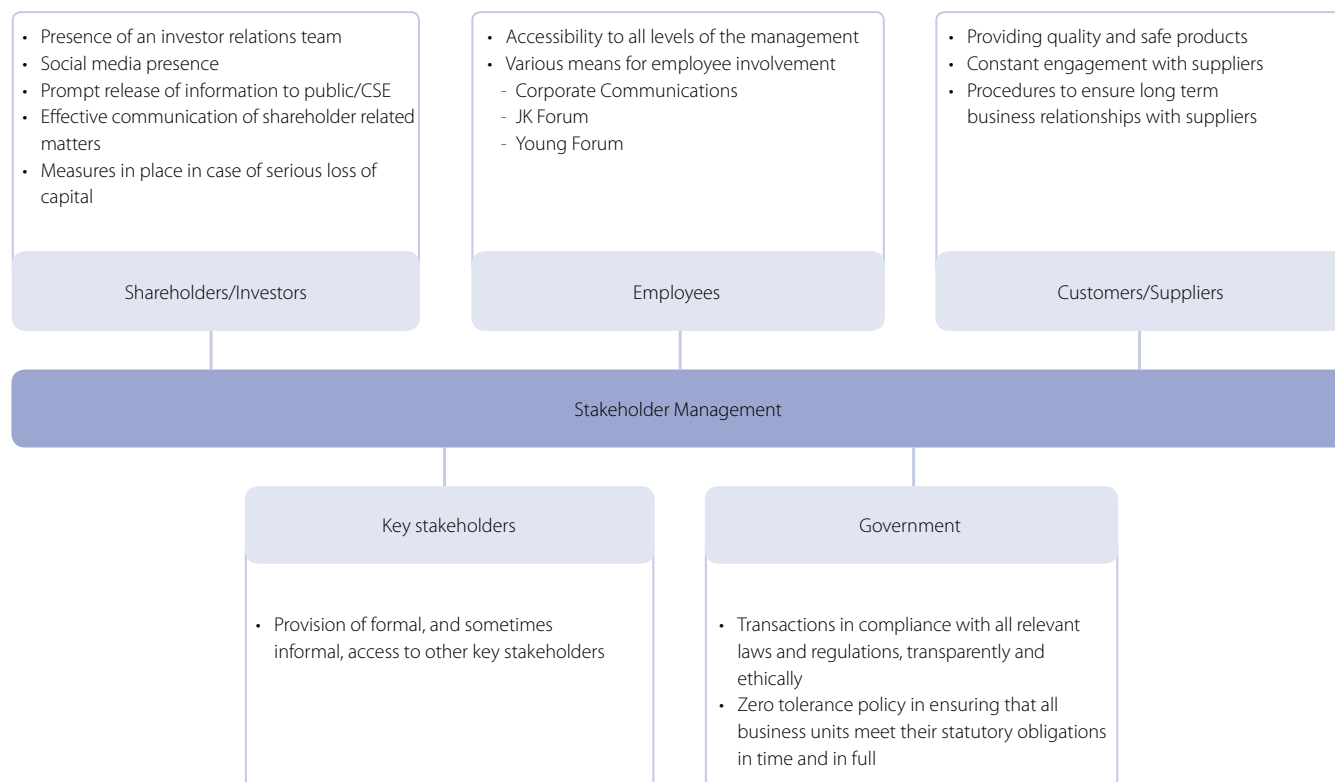 • Presence of an investor relations team
• Social media presence
• Prompt release of information to public/CSE
• Effective communication of shareholder related
matters
• Measures in place in case of serious loss of
capital
Shareholders/Investors
• Accessibility to all levels of the management
• Various means for employee involvement
- Corporate Communications
- JK Forum
- Young Forum
Employees
• Providing quality and safe products
• Constant engagement with suppliers
• Procedures to ensure long term
business relationships with suppliers
Customers/Suppliers
Stakeholder Management
Key stakeholders
• Provision of formal, and sometimes
informal, access to other key stakeholders
Government
• Transactions in compliance with all relevant
laws and regulations, transparently and
ethically
• Zero tolerance policy in ensuring that all
business units meet their statutory obligations
in time and in full